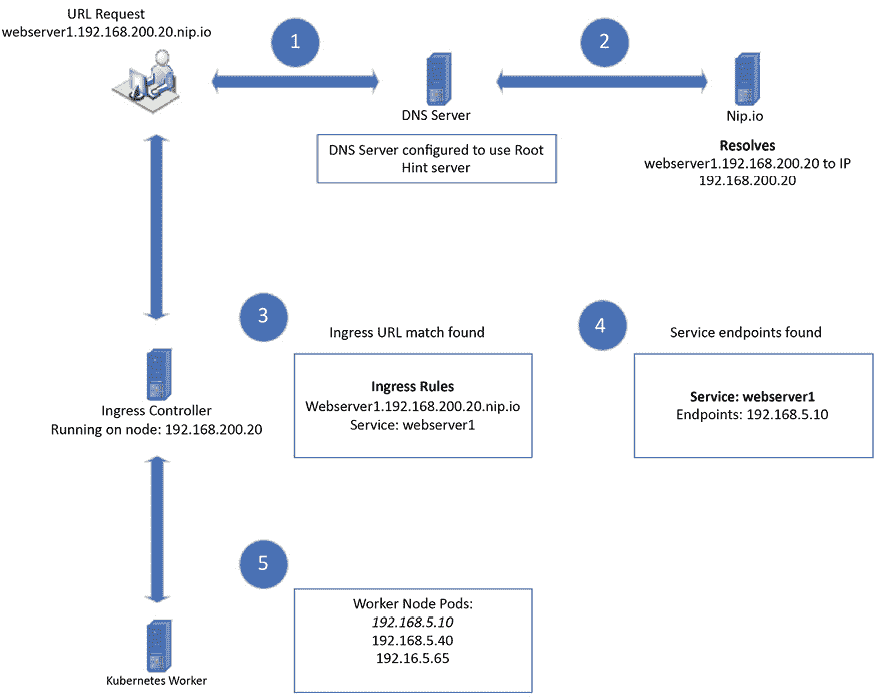 URL Request
webserver1.192.168.200.20.nip.io
1
2
DNS Server
DNS Server configured to use Root
Hint server
Nip.io
Resolves
webserver1.192.168.200.20 to IP
192.168.200.20
3
Ingress URL match found
Ingress Rules
Webserver1.192.168.200.20.nip.io
Service: webserver1
4
Service endpoints found
Service: webserver1
Endpoints: 192.168.5.10
Ingress Controller
Running on node: 192.168.200.20
5
Worker Node Pods:
192.168.5.10
192.168.5.40
192.16.5.65
Kubernetes Worker